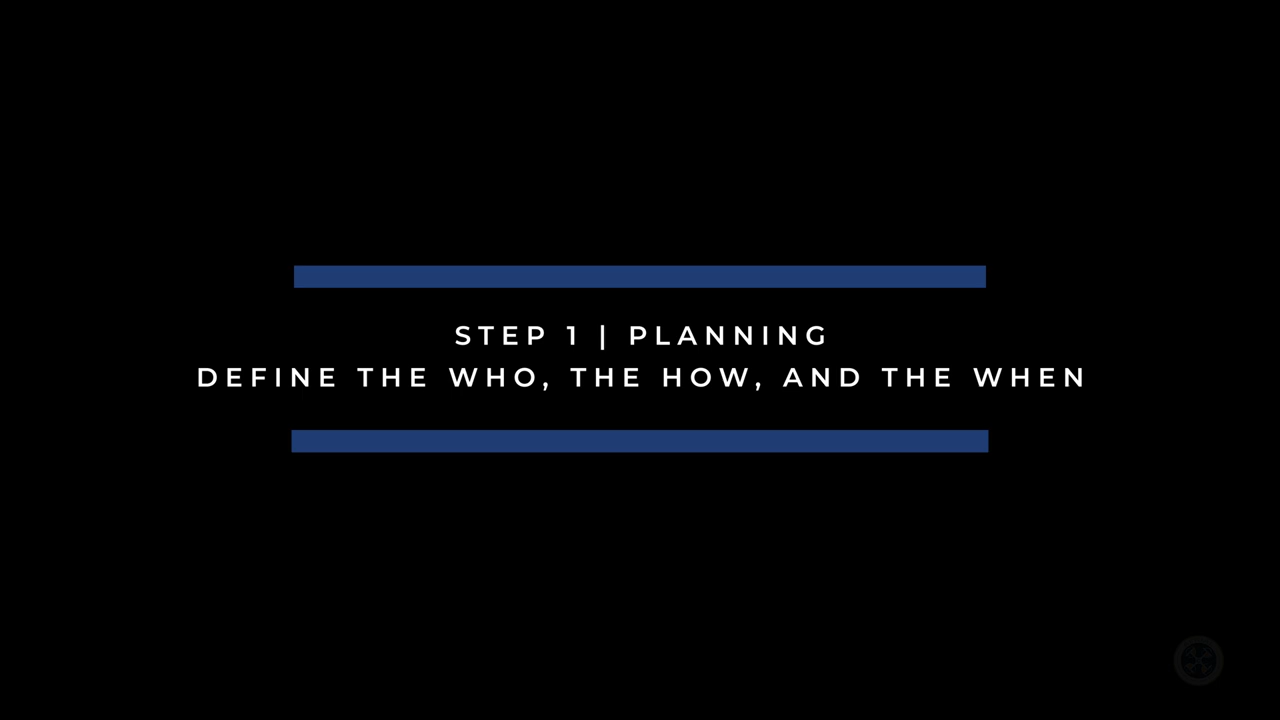 STEP 1 | PLANNING
DEFINE THE WHO, THE HOW, AND THE WHEN